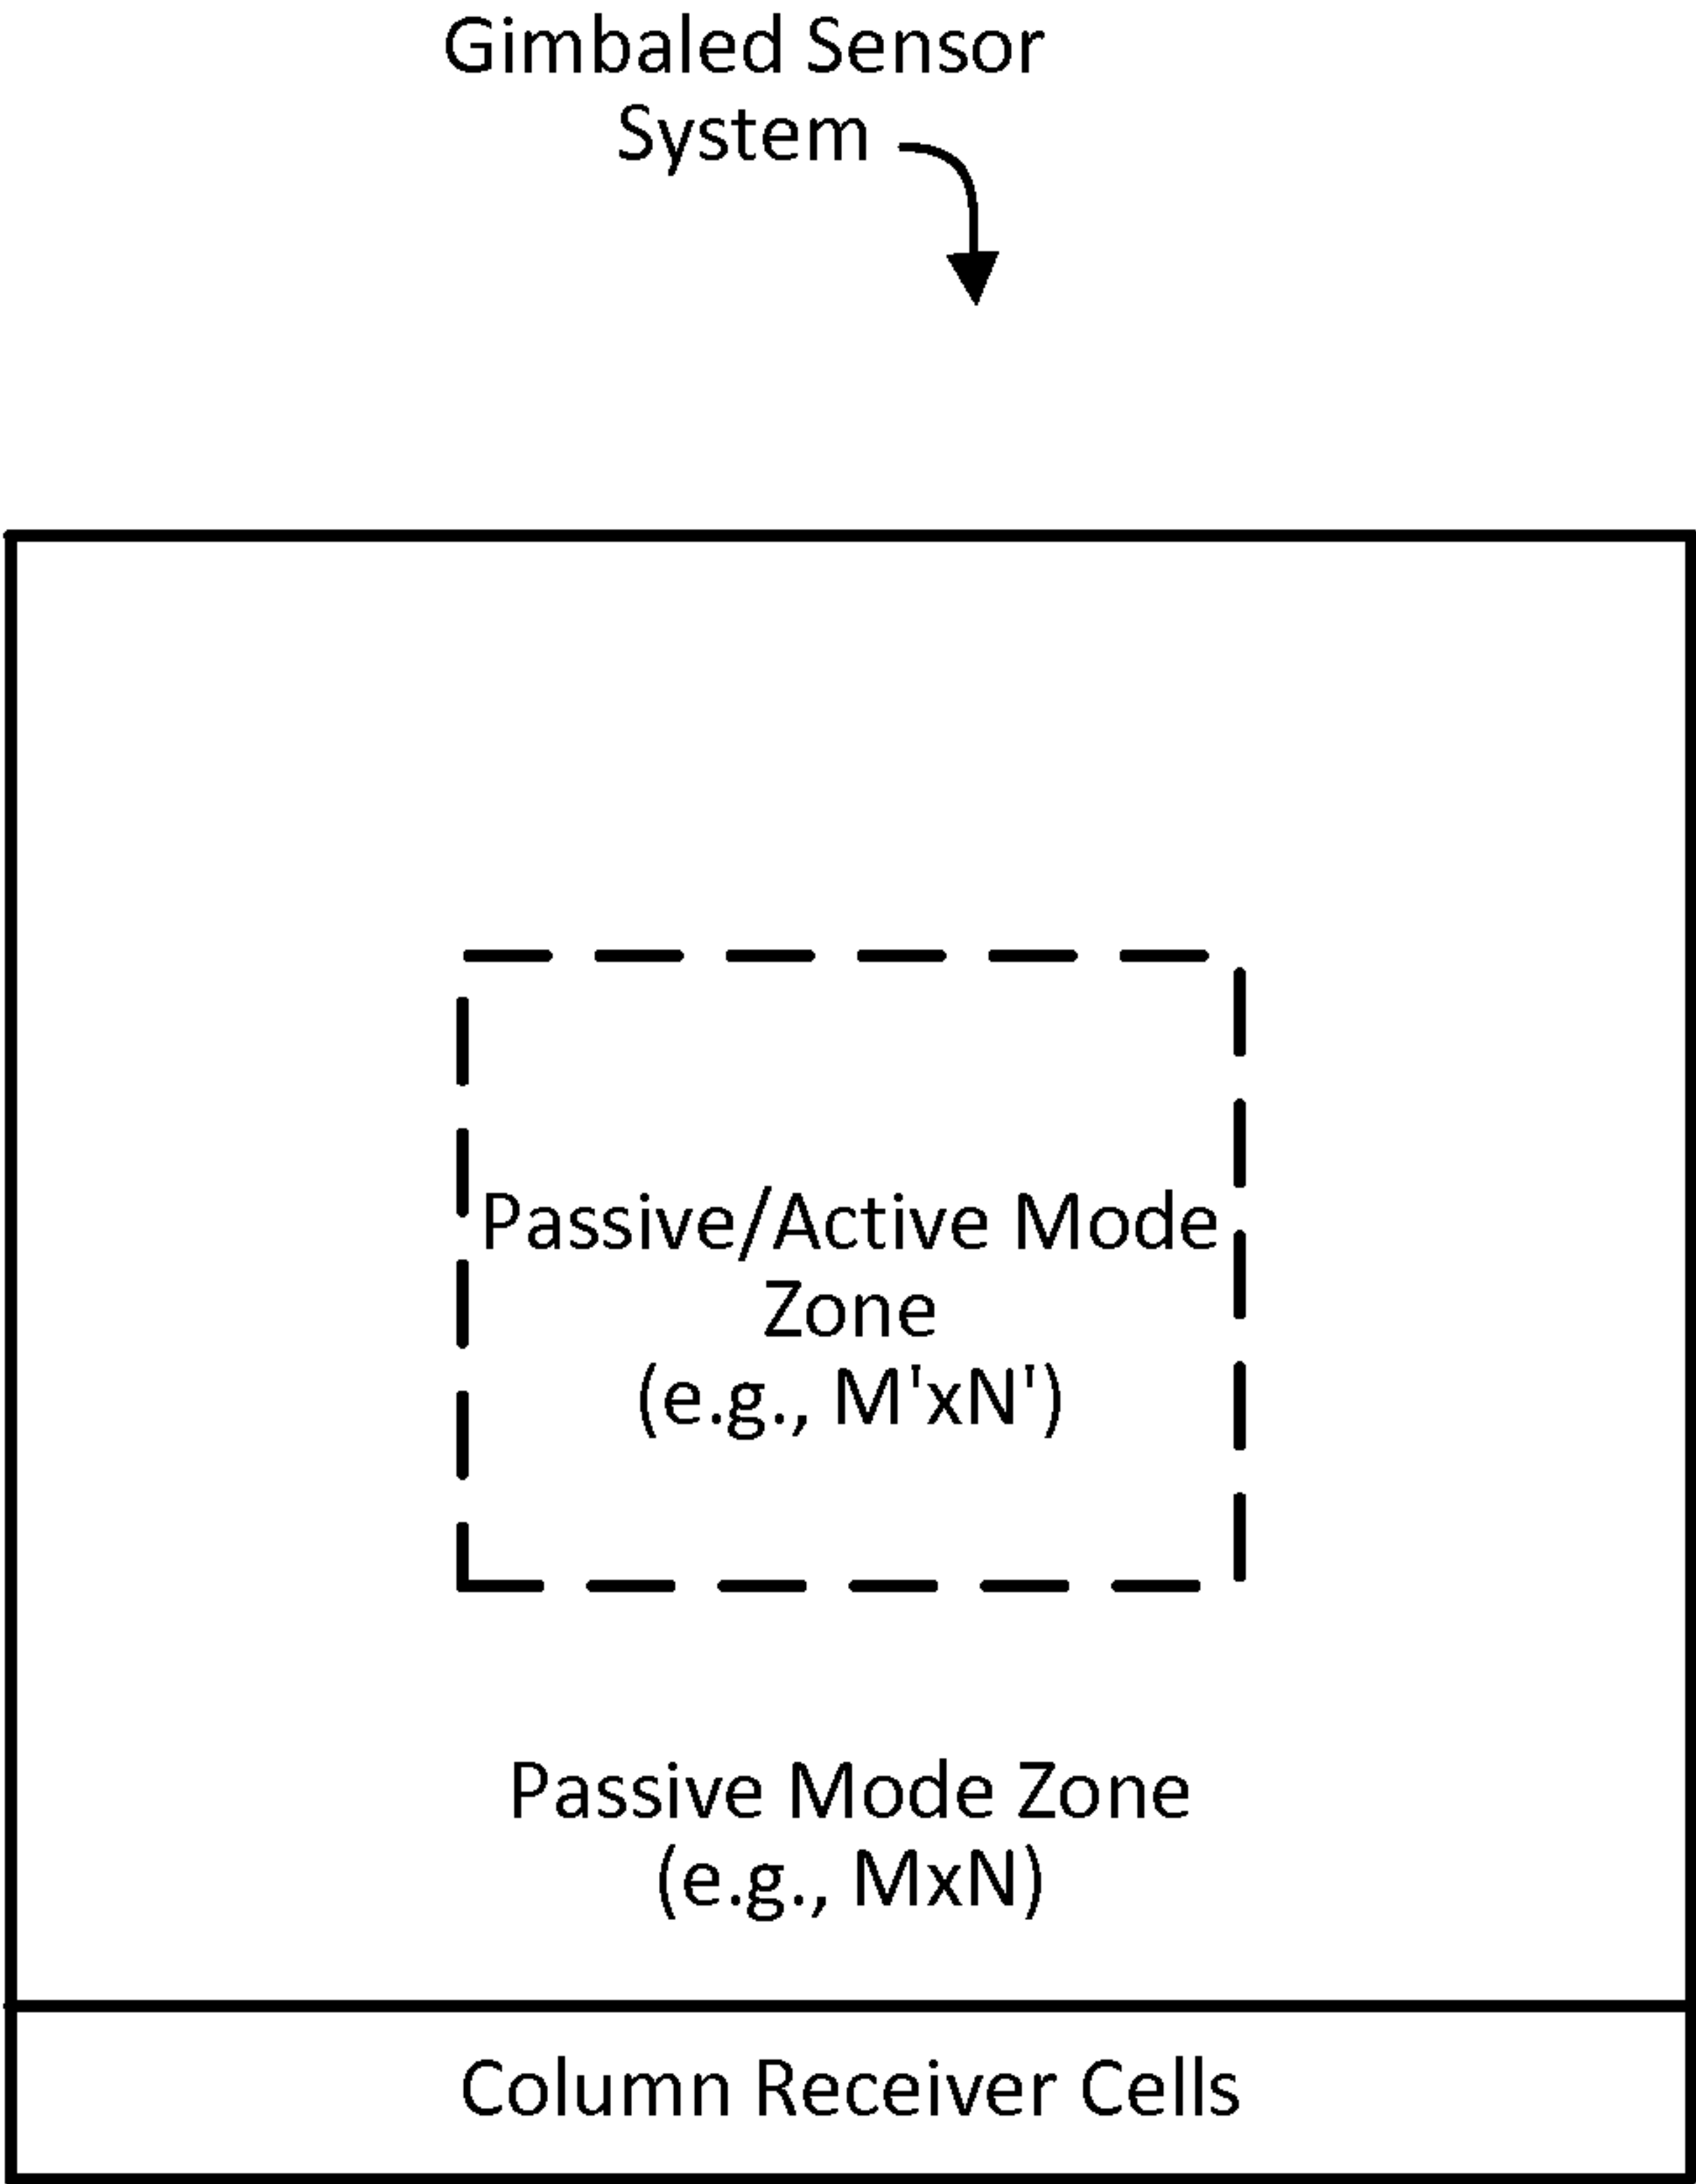 Gimbaled Sensor
System
Passive/Active Mode
Zone
(e.g., M'xN')
Passive Mode Zone
(e.g., MxN)
Column Receiver Cells